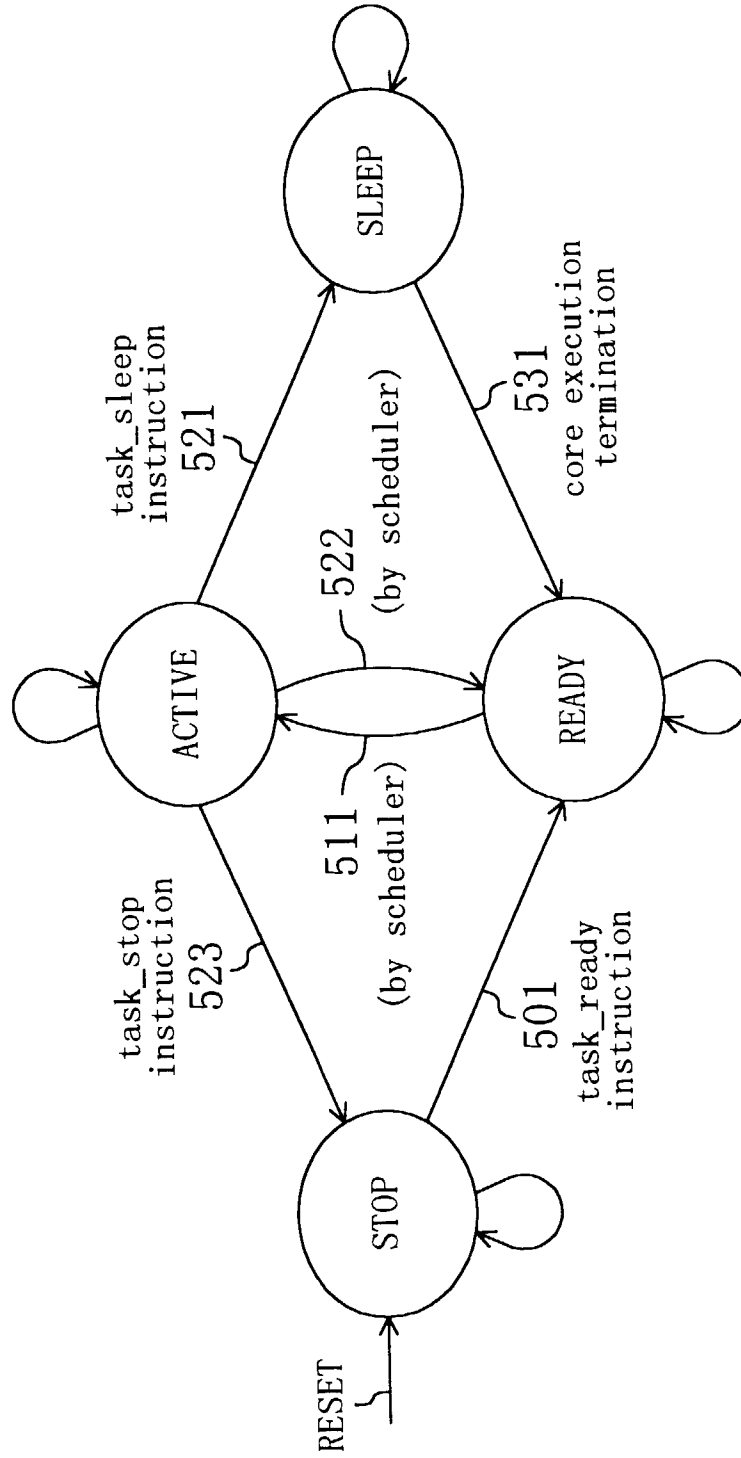 RESET
STOP
task_stop
instruction
523
ACTIVE
task_sleep
instruction
521
SLEEP
511
(by scheduler)
522
(by scheduler)
501
task_ready
instruction
READY
531
core execution
termination